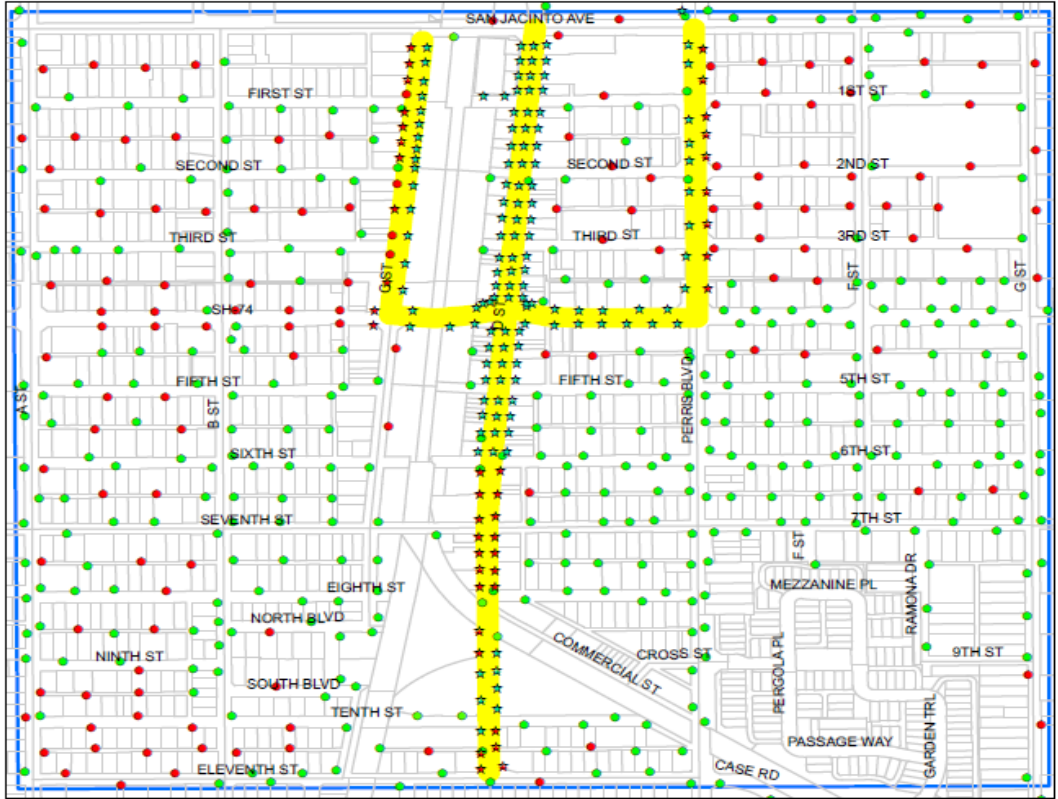 SAN JACINTO AVE
FIRST ST
1ST ST
SECOND ST
SECOND ST
2ND ST
THIRD ST
THIRD ST
3RD ST
C ST
F ST
G ST
SH 74
D ST
FIFTH ST
FIFTH ST
5TH ST
A ST
B ST
PERRIS BLVD
SIXTH ST
6TH ST
SEVENTH ST
7TH ST
F ST
EIGHTH ST
MEZZANINE PL
RAMONA DR
NORTH BLVD
NINTH ST
COMMERCIAL ST
CROSS ST
PERGOLA PL
9TH ST
SOUTH BLVD
TENTH ST
GARDEN TRL
PASSAGE WAY
ELEVENTH ST
CASE RD